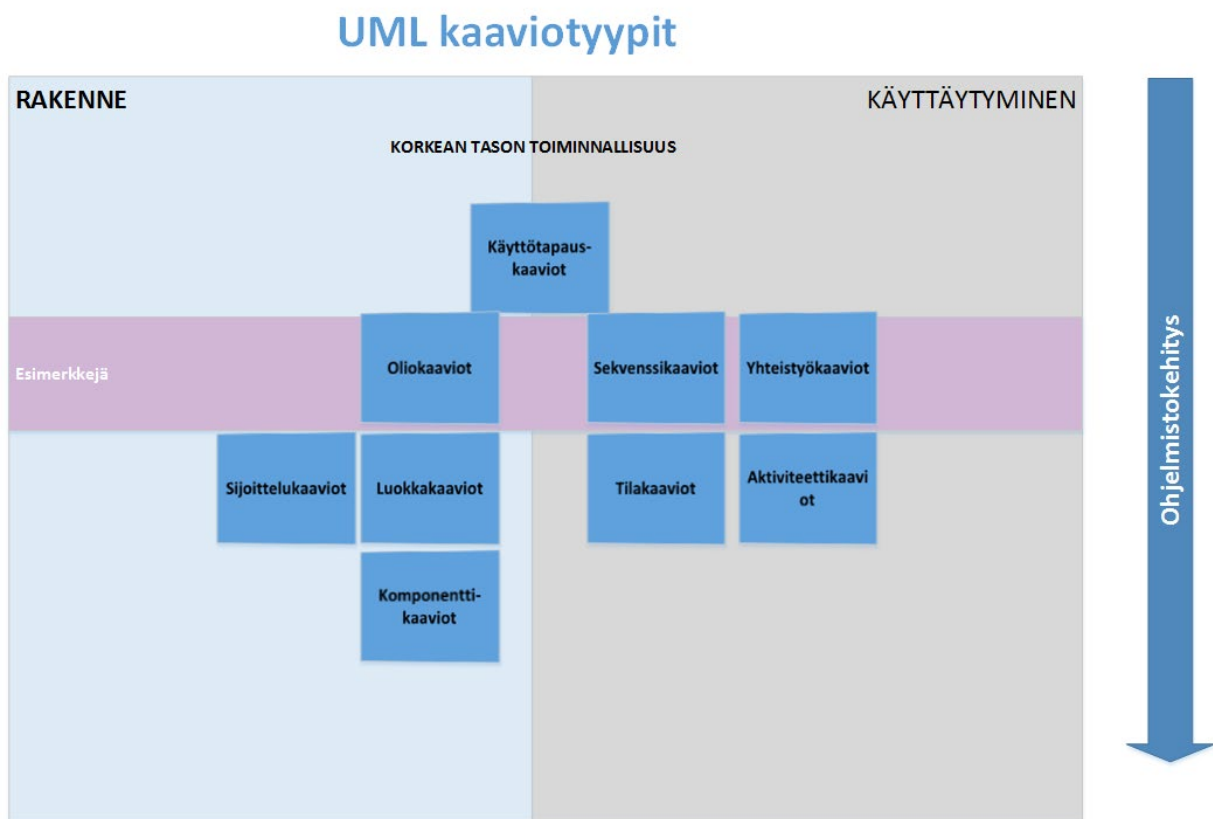 UML kaaviotyypit
RAKENNE
KÄYTTÄYTYMINEN
KORKEAN TASON TOIMINNALLISUUS
Käyttötapaus-
kaaviot
Esimerkkejä
Oliokaaviot
Sekvenssikaaviot
Yhteistyökaaviot
Sijoittelukaaviot
Luokkakaaviot
Tilakaaviot
Aktiviteettikaavi
ot
Komponentti-
kaaviot
Ohjelmistokehitys